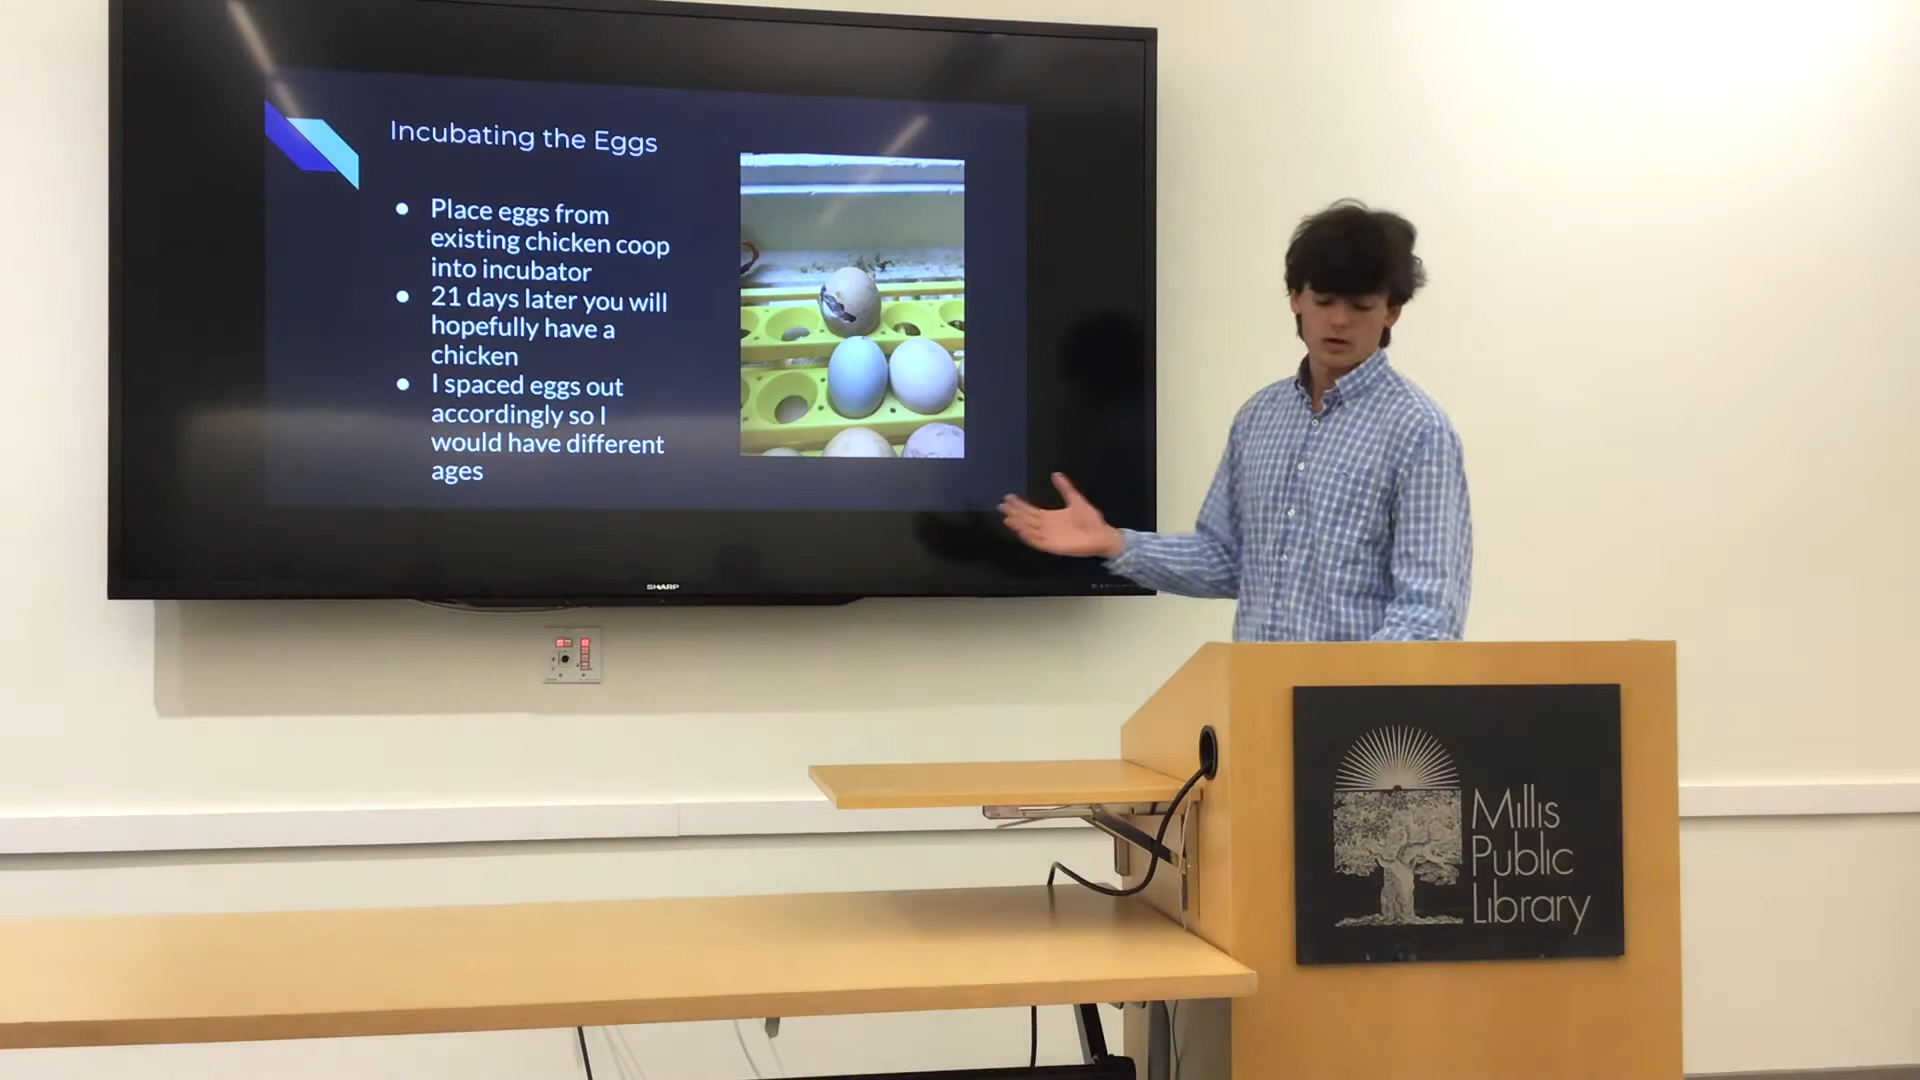 Incubating the Eggs
● Place eggs from
existing chicken coop
into incubator
● 21 days later you will
hopefully have a
chicken
● I spaced eggs out
accordingly so I
would have different
ages
SHARP
Millis
Public
Library